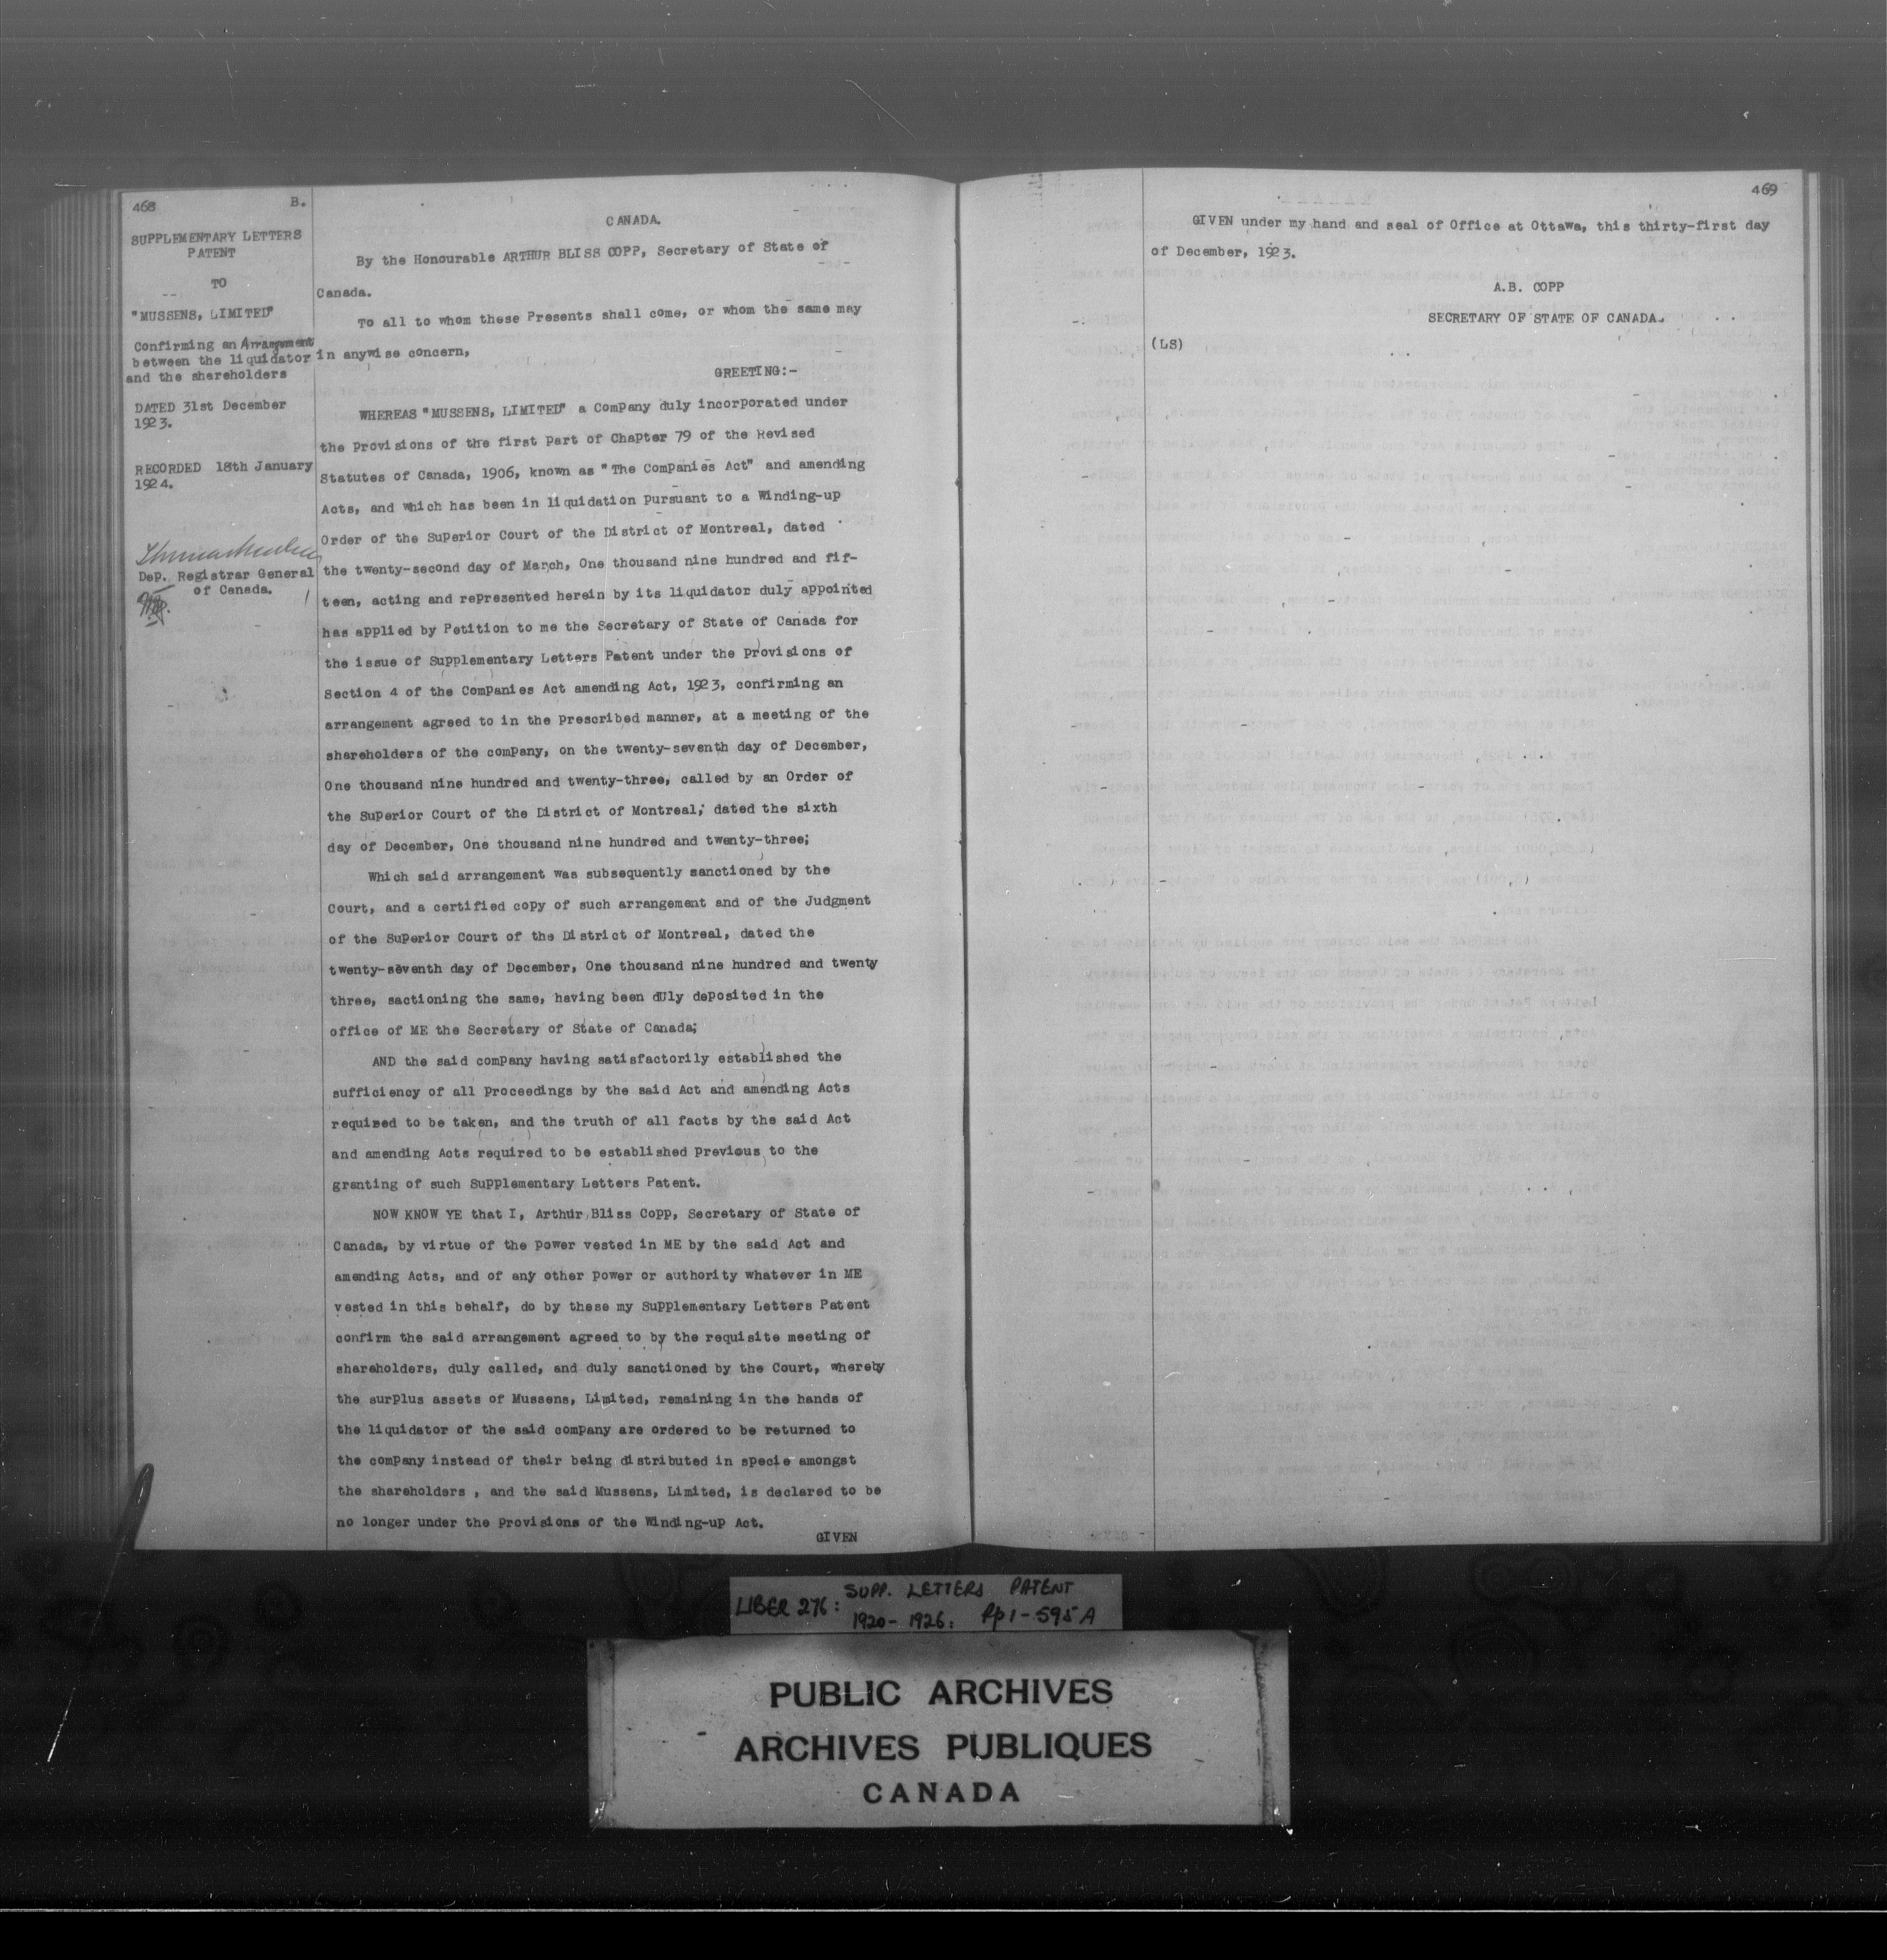 468 B.
SUPPLEMENTARY LETTERS
PATENT
TO
"MUSSENS, LIMITED"
Confirming an Arrangement
between the liquidator
and the shareholders
DATED 31st December
1923.
RECORDED 18th January
1924.
Dep. Registrar General
of Canada.
CANADA.
By the Honourable ARTHUR BLISS COPP, Secretary of State of
Canada.
To all to whom these Presents shall come, or whom the same may
in anywise concern,
GREETING:-
WHEREAS "MUSSENS, LIMITED" a Company duly incorporated under
the Provisions of the first Part of Chapter 79 of the Revised
Statutes of Canada, 1906, known as "The Companies Act" and amending
Acts, and which has been in liquidation Pursuant to a Winding-up
Order of the Superior Court of the District of Montreal, dated
the twenty-second day of March, One thousand nine hundred and fif-
teen, acting and represented herein by its liquidator duly appointed
has applied by Petition to me the Secretary of State of Canada for
the issue of Supplementary Letters Patent under the Provisions of
Section 4 of the Companies Act amending Act, 1923, confirming an
arrangement agreed to in the Prescribed manner, at a meeting of the
shareholders of the company, on the twenty-seventh day of December,
One thousand nine hundred and twenty-three, called by an Order of
the Superior Court of the District of Montreal, dated the sixth
day of December, One thousand nine hundred and twenty-three;
Which said arrangement was subsequently sanctioned by the
Court, and a certified copy of such arrangement and of the Judgment
of the Superior Court of the District of Montreal, dated the
twenty-seventh day of December, One thousand nine hundred and twenty
three, sactioning the same, having been dUly deposited in the
office of ME the Secretary of State of Canada;
AND the said company having satisfactorily established the
sufficiency of all Proceedings by the said Act and amending Acts
required to be taken, and the truth of all facts by the said Act
and amending Acts required to be established Previous to the
granting of such Supplementary Letters Patent.
NOW KNOW YE that I, Arthur Bliss Copp, Secretary of State of
Canada, by virtue of the Power vested in ME by the said Act and
amending Acts, and of any other Power or authority whatever in ME
vested in this behalf, do by these my Supplementary Letters Patent
confirm the said arrangement agreed to by the requisite meeting of
shareholders, duly called, and duly sanctioned by the Court, whereby
the surplus assets of Mussens, Limited, remaining in the hands of
the liquidator of the said company are ordered to be returned to
the company instead of their being distributed in specie amongst
the shareholders , and the said Mussens, Limited, is declared to be
no longer under the Provisions of the Winding-up Act.
GIVEN
469
GIVEN under my hand and seal of Office at Ottawa, this thirty-first day
of December, 1923.
A.B. COPP
SECRETARY OF STATE OF CANADA.
(LS)
LIBER 276: SUPP. LETTERS PATENT
1920-1926: Pp 1-595A
PUBLIC ARCHIVES
ARCHIVES PUBLIQUES
CANADA